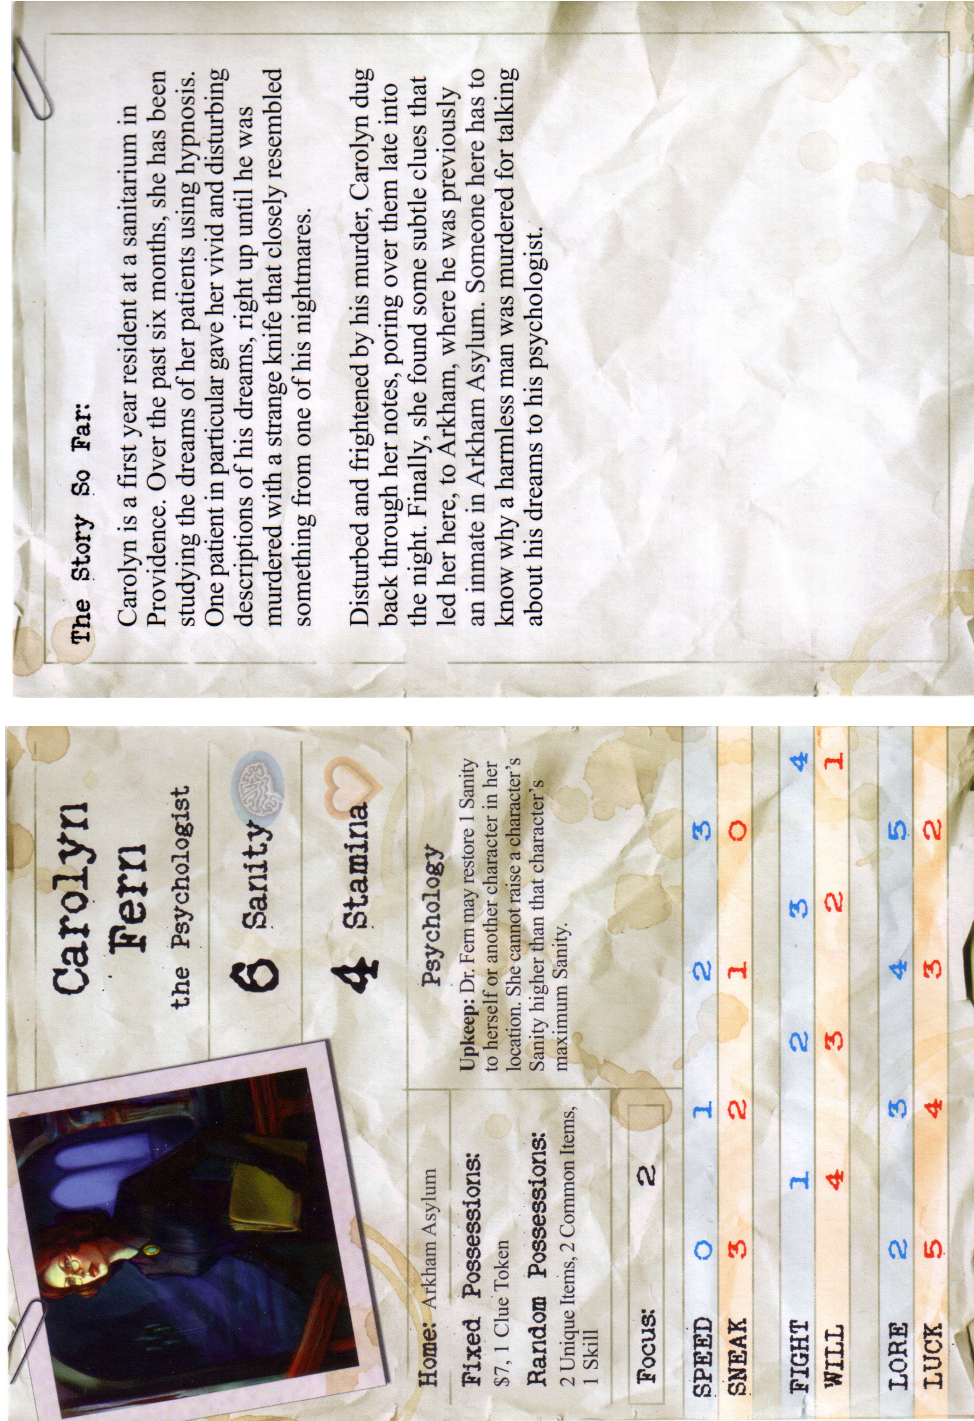 Carolyn
Fern
the Psychologist
6 Sanity
4 Stamina
Home: Arkham Asylum
Fixed Possessions:
$7, 1 Clue Token
Random Possessions:
2 Unique Items, 2 Common Items,
1 Skill
Psychology
Upkeep: Dr. Fern may restore 1 Sanity
to herself or another character in her
location. She cannot raise a character's
Sanity higher than that character's
maximum Sanity.
Focus: 2
SPEED 0 1 2 3
SNEAK 3 2 1 0
FIGHT 1 2 3 4
WILL 4 3 2 1
LORE 2 3 4 5
LUCK 5 4 3 2
The Story So Far:
Carolyn is a first year resident at a sanitarium in
Providence. Over the past six months, she has been
studying the dreams of her patients using hypnosis.
One patient in particular gave her vivid and disturbing
descriptions of his dreams, right up until he was
murdered with a strange knife that closely resembled
something from one of his nightmares.
Disturbed and frightened by his murder, Carolyn dug
back through her notes, poring over them late into
the night. Finally, she found some subtle clues that
led her here, to Arkham, where he was previously
an inmate in Arkham Asylum. Someone here has to
know why a harmless man was murdered for talking
about his dreams to his psychologist.